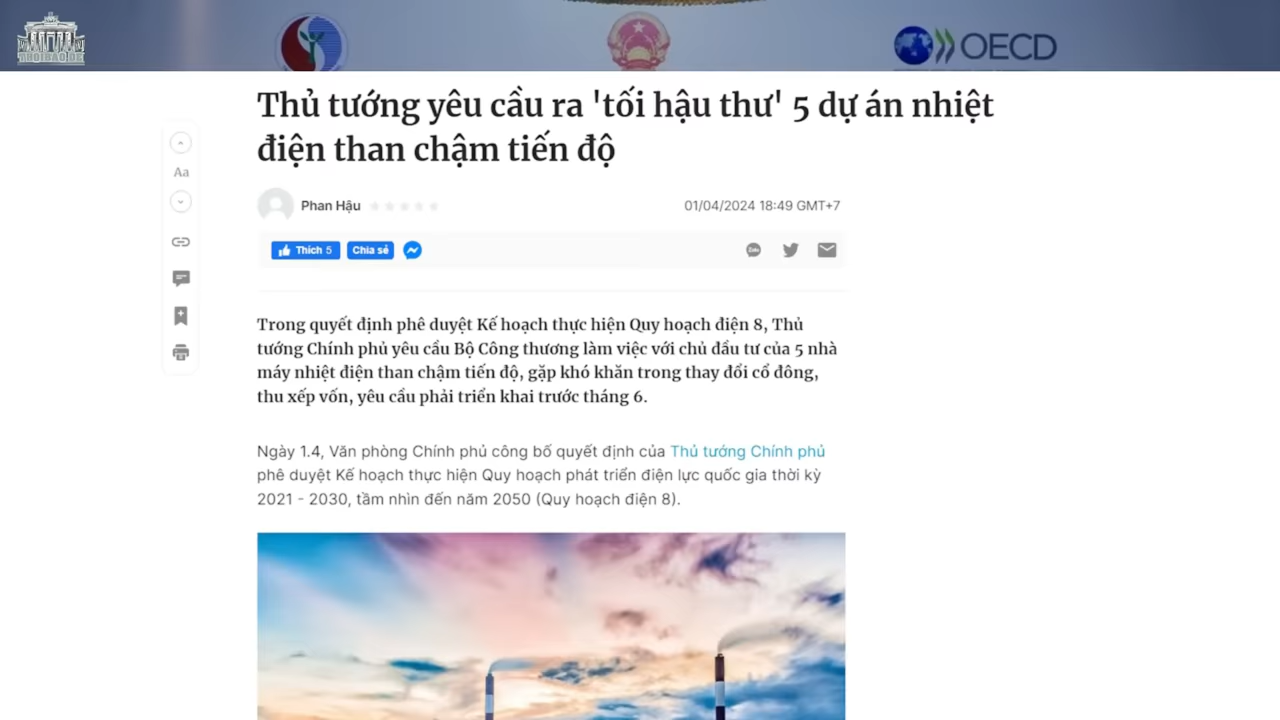 THOIBAO.DE
OECD
Thủ tướng yêu cầu ra 'tối hậu thư' 5 dự án nhiệt
điện than chậm tiến độ
Aa
Phan Hậu
01/04/2024 18:49 GMT+7
Thích 5
Chia sẻ
Zalo
Trong quyết định phê duyệt Kế hoạch thực hiện Quy hoạch điện 8, Thủ
tướng Chính phủ yêu cầu Bộ Công thương làm việc với chủ đầu tư của 5 nhà
máy nhiệt điện than chậm tiến độ, gặp khó khăn trong thay đổi cổ đông,
thu xếp vốn, yêu cầu phải triển khai trước tháng 6.
Ngày 1.4, Văn phòng Chính phủ công bố quyết định của Thủ tướng Chính phủ
phê duyệt Kế hoạch thực hiện Quy hoạch phát triển điện lực quốc gia thời kỳ
2021 - 2030, tầm nhìn đến năm 2050 (Quy hoạch điện 8).